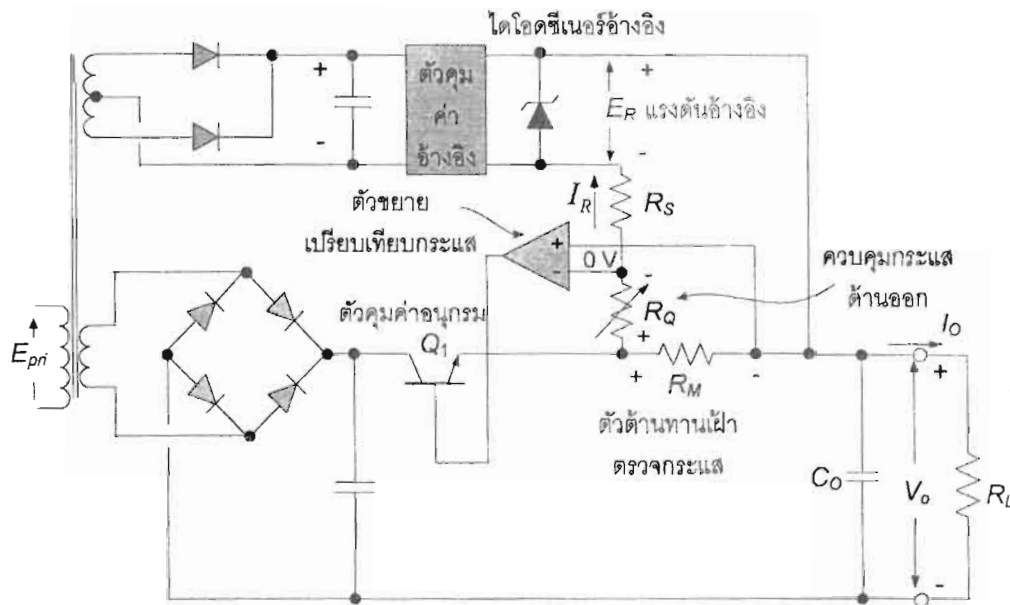 ไดโอดซีเนอร์อ้างอิง
+
ตัวคุม
ค่า
อ้างอิง
+
E_R แรงดันอ้างอิง
-
-
I_R
R_S
ตัวขยาย
เปรียบเทียบกระแส
+
0 V
-
-
ควบคุมกระแส
ด้านออก
R_Q
+
ตัวคุมค่าอนุกรม
Q_1
E_pri
I_O
+
R_M
-
+
ตัวต้านทานเฝ้า
ตรวจกระแส
C_O
V_o
R_L
-